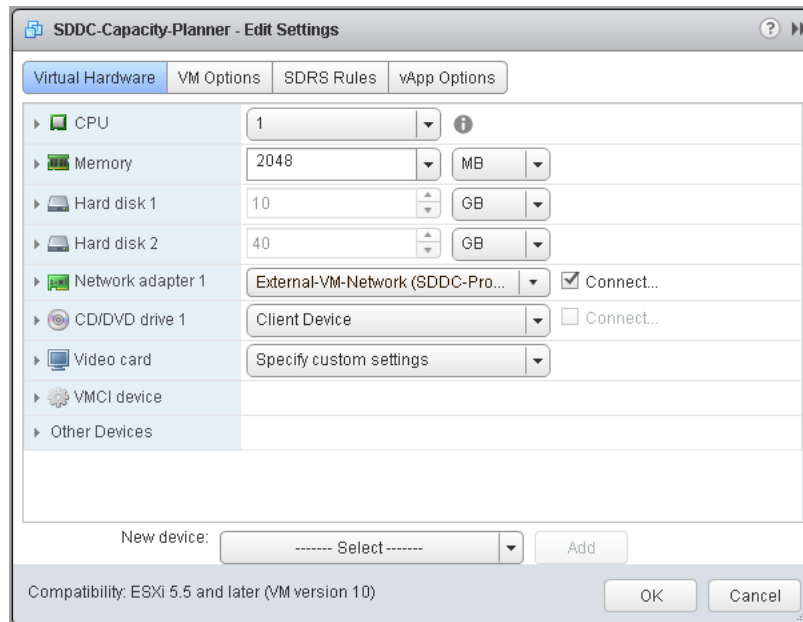 SDDC-Capacity-Planner - Edit Settings ?
Virtual Hardware VM Options SDRS Rules vApp Options
CPU 1
Memory 2048 MB
Hard disk 1 10 GB
Hard disk 2 40 GB
Network adapter 1 External-VM-Network (SDDC-Pro... Connect...
CD/DVD drive 1 Client Device Connect...
Video card Specify custom settings
VMCI device
Other Devices
New device: ------- Select ------- Add
Compatibility: ESXi 5.5 and later (VM version 10) OK Cancel